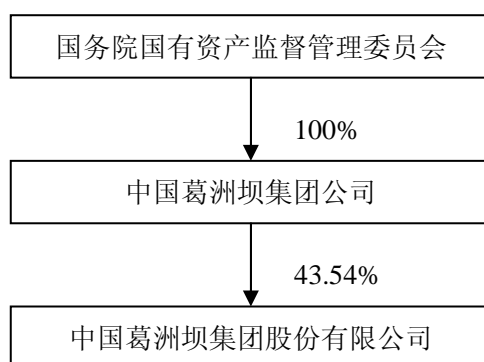 国务院国有资产监督管理委员会
100%
中国葛洲坝集团公司
43.54%
中国葛洲坝集团股份有限公司